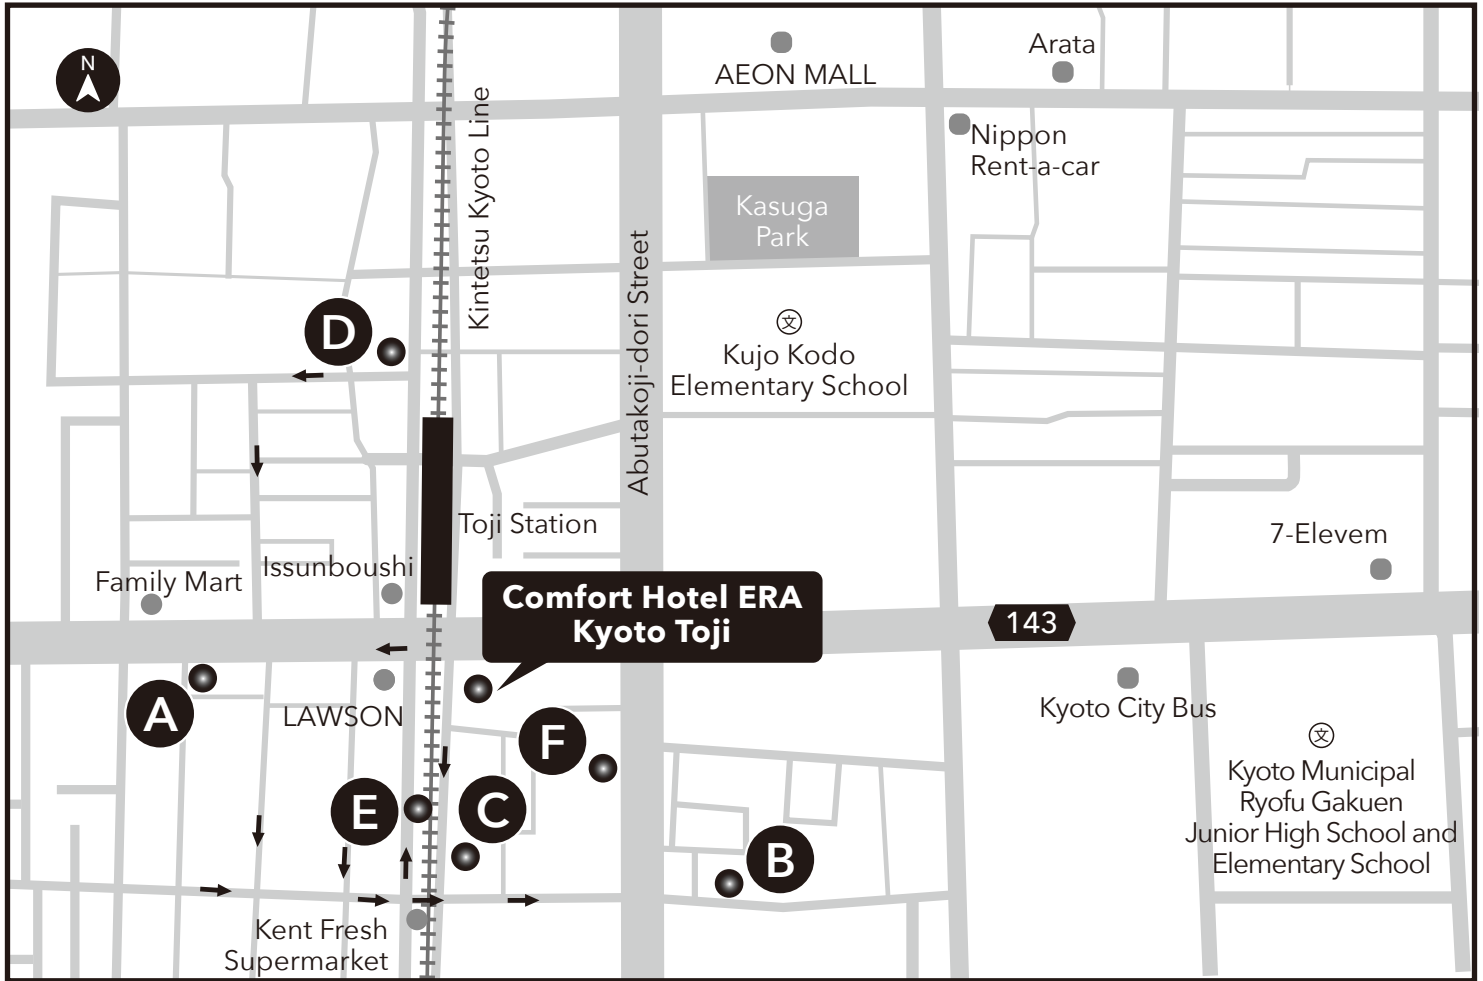 N
AEON MALL
Arata
Nippon
Rent-a-car
Kintetsu Kyoto Line
Kasuga
Park
Abutakoji-dori Street
D
文
Kujo Kodo
Elementary School
Toji Station
7-Elevem
Issunboushi
Family Mart
Comfort Hotel ERA
Kyoto Toji
143
A
LAWSON
Kyoto City Bus
F
文
Kyoto Municipal
Ryofu Gakuen
Junior High School and
Elementary School
E
C
B
Kent Fresh
Supermarket